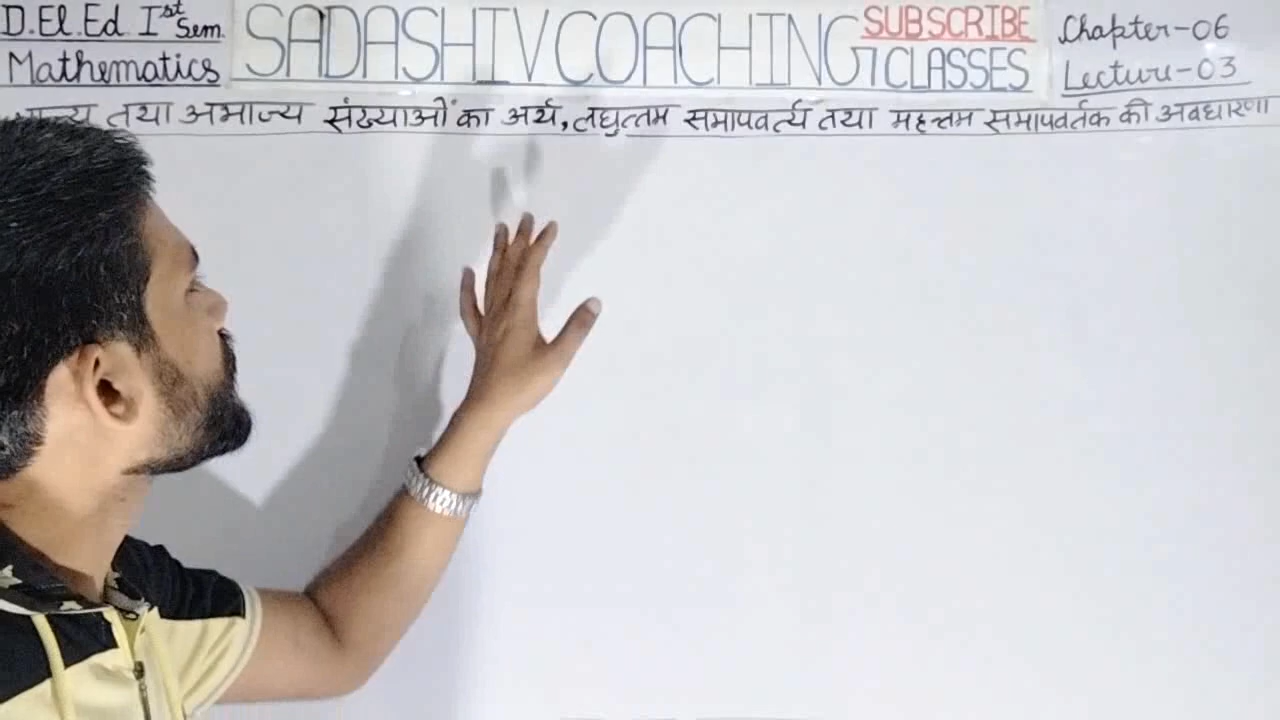 D.El.Ed Ist Sem.
Mathematics
SADASHIV COACHING CLASSES
SUBSCRIBE
Chapter-06
Lecture-03
तथा अभाज्य संख्याओं का अर्थ, लघुत्तम समापवर्त्य तथा महत्तम समापवर्तक की अवधारणा